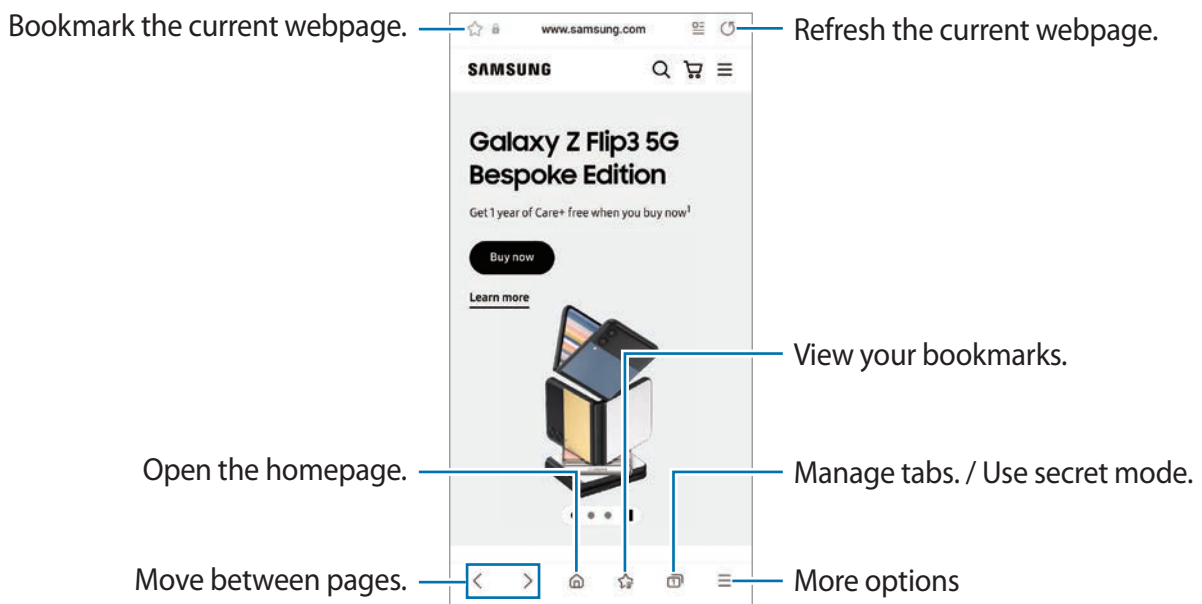 Bookmark the current webpage.
www.samsung.com
Refresh the current webpage.
SAMSUNG
Galaxy Z Flip3 5G
Bespoke Edition
Get 1 year of Care+ free when you buy now¹
Buy now
Learn more
View your bookmarks.
Open the homepage.
Manage tabs. / Use secret mode.
Move between pages.
1
More options